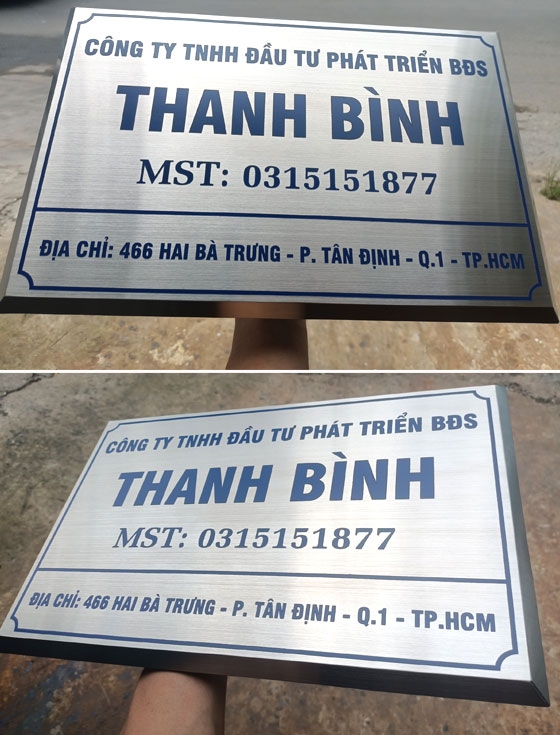 CÔNG TY TNHH ĐẦU TƯ PHÁT TRIỂN BĐS
THANH BÌNH
MST: 0315151877
ĐỊA CHỈ: 466 HAI BÀ TRƯNG - P. TÂN ĐỊNH - Q.1 - TP.HCM
CÔNG TY TNHH ĐẦU TƯ PHÁT TRIỂN BĐS
THANH BÌNH
MST: 0315151877
ĐỊA CHỈ: 466 HAI BÀ TRƯNG - P. TÂN ĐỊNH - Q.1 - TP.HCM